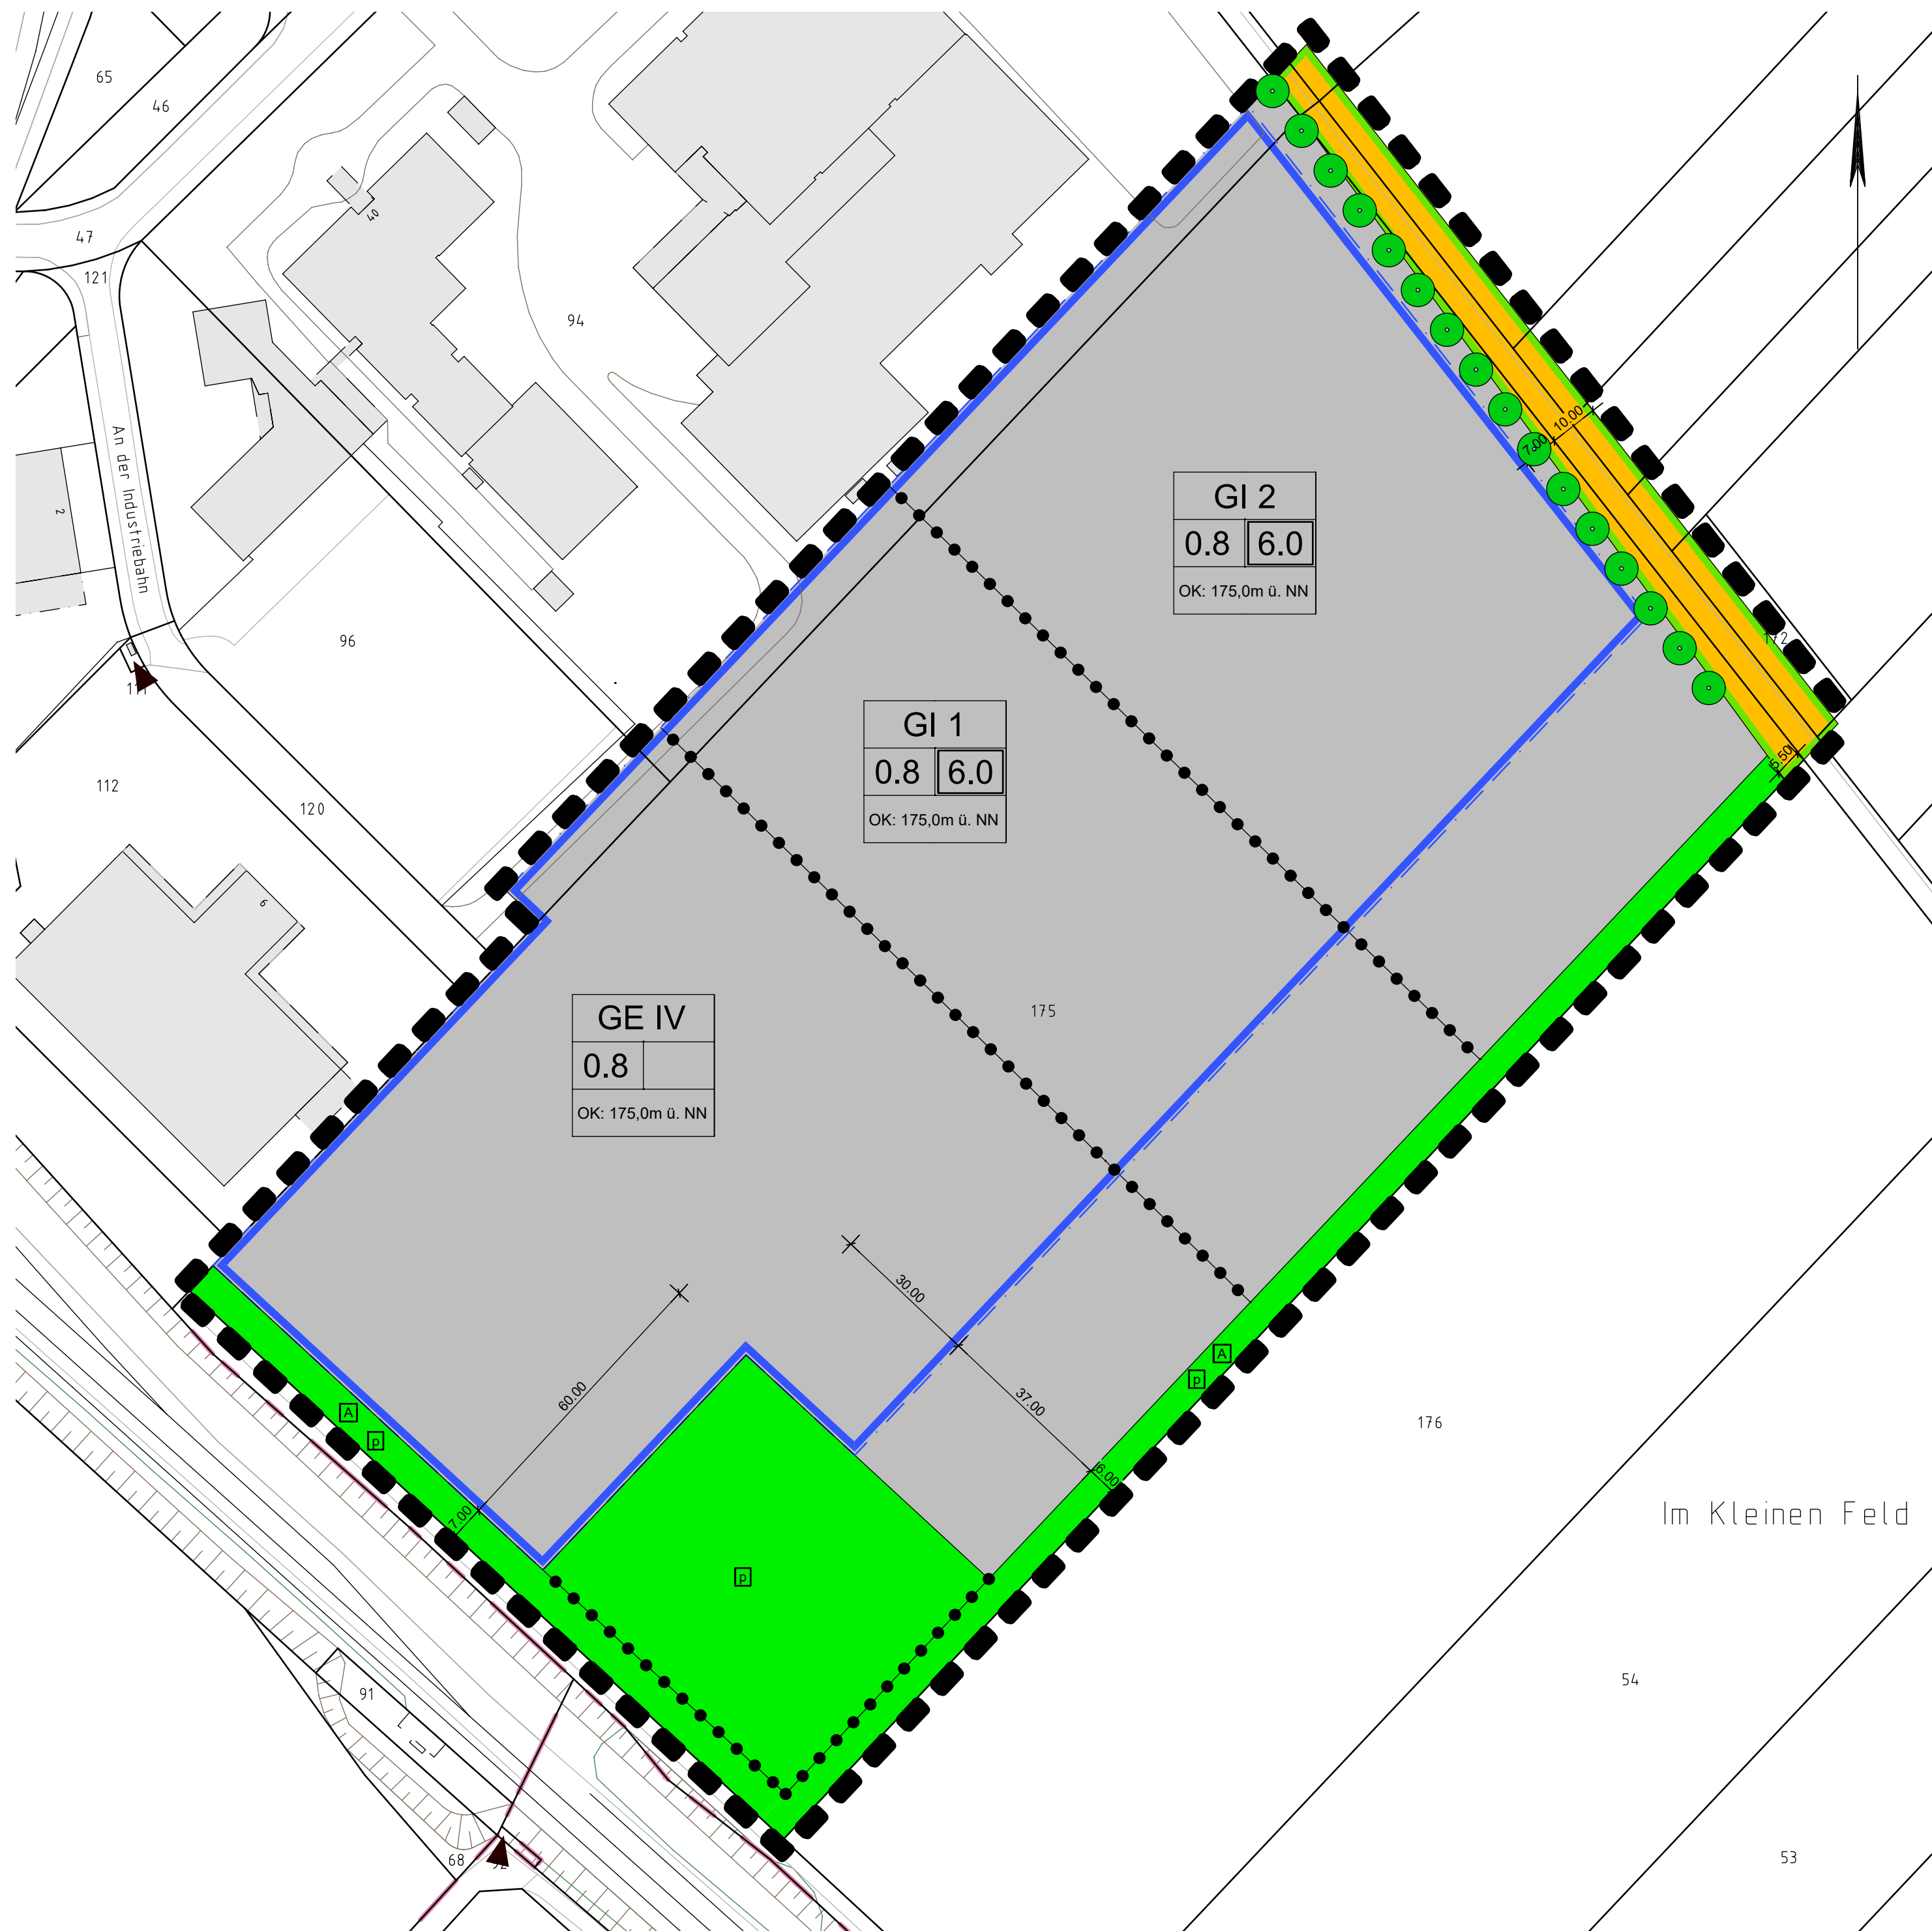 65
46
47
121
40
94
An der Industriebahn
2
96
112
120
6
GI 2
0.8 6.0
OK: 175,0m ü. NN
10.00
7.00
5.50
GI 1
0.8 6.0
OK: 175,0m ü. NN
175
GE IV
0.8
OK: 175,0m ü. NN
30.00
60.00
37.00
6.00
7.00
A
p
A
p
p
176
Im Kleinen Feld
54
53
91
68